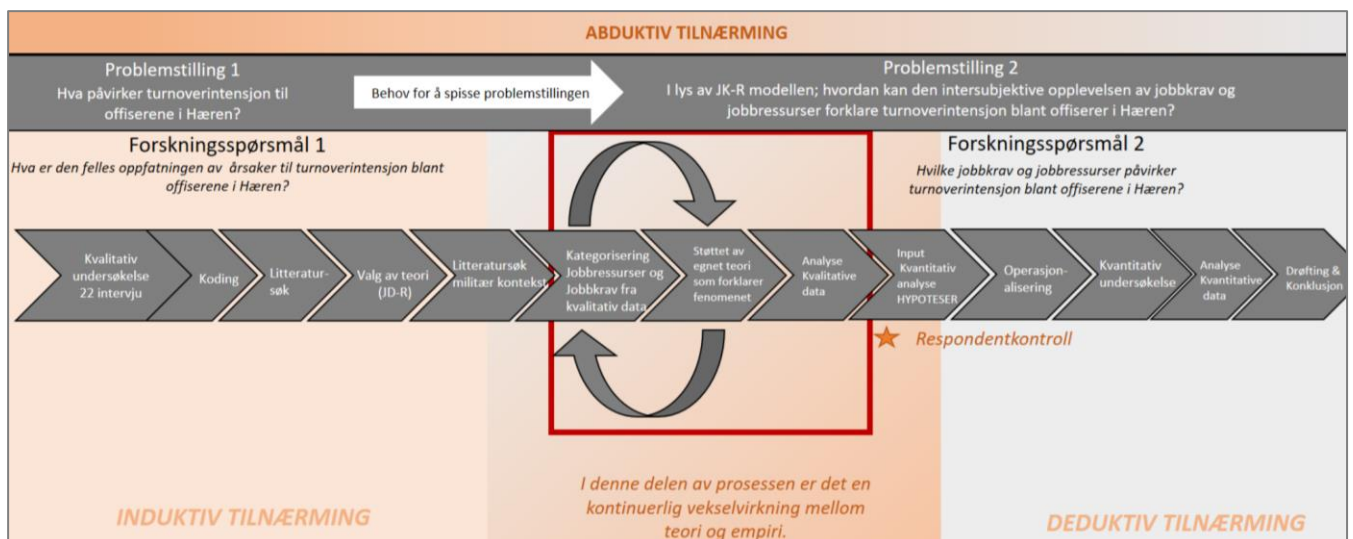 ABDUKTIV TILNÆRMING
Problemstilling 1
Hva påvirker turnoverintensjon til
offiserene i Hæren?
Behov for å spisse problemstillingen
Problemstilling 2
I lys av JK-R modellen; hvordan kan den intersubjektive opplevelsen av jobbkrav og
jobbressurser forklare turnoverintensjon blant offiserer i Hæren?
Forskningsspørsmål 1
Hva er den felles oppfatningen av årsaker til turnoverintensjon blant
offiserene i Hæren?
Forskningsspørsmål 2
Hvilke jobbkrav og jobbressurser påvirker
turnoverintensjon blant offiserene i Hæren?
Kvalitativ
undersøkelse
22 intervju
Koding
Litteratur-
søk
Valg av teori
(JD-R)
Litteratursøk
militær kontekst
Kategorisering
Jobbressurser og
Jobbkrav fra
kvalitativ data
Støttet av
egnet teori
som forklarer
fenomenet
Analyse
Kvalitative
data
Input
Kvantitativ
analyse
HYPOTESER
Operasjon-
alisering
Kvantitativ
undersøkelse
Analyse
Kvantitative
data
Drøfting &
Konklusjon
Respondentkontroll
I denne delen av prosessen er det en
kontinuerlig vekselvirkning mellom
teori og empiri.
INDUKTIV TILNÆRMING
DEDUKTIV TILNÆRMING